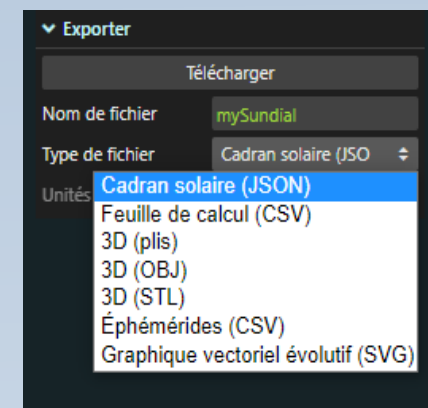 Exporter
Télécharger
Nom de fichier mySundial
Type de fichier Cadran solaire (JSO
Unités
Cadran solaire (JSON)
Feuille de calcul (CSV)
3D (plis)
3D (OBJ)
3D (STL)
Éphémérides (CSV)
Graphique vectoriel évolutif (SVG)